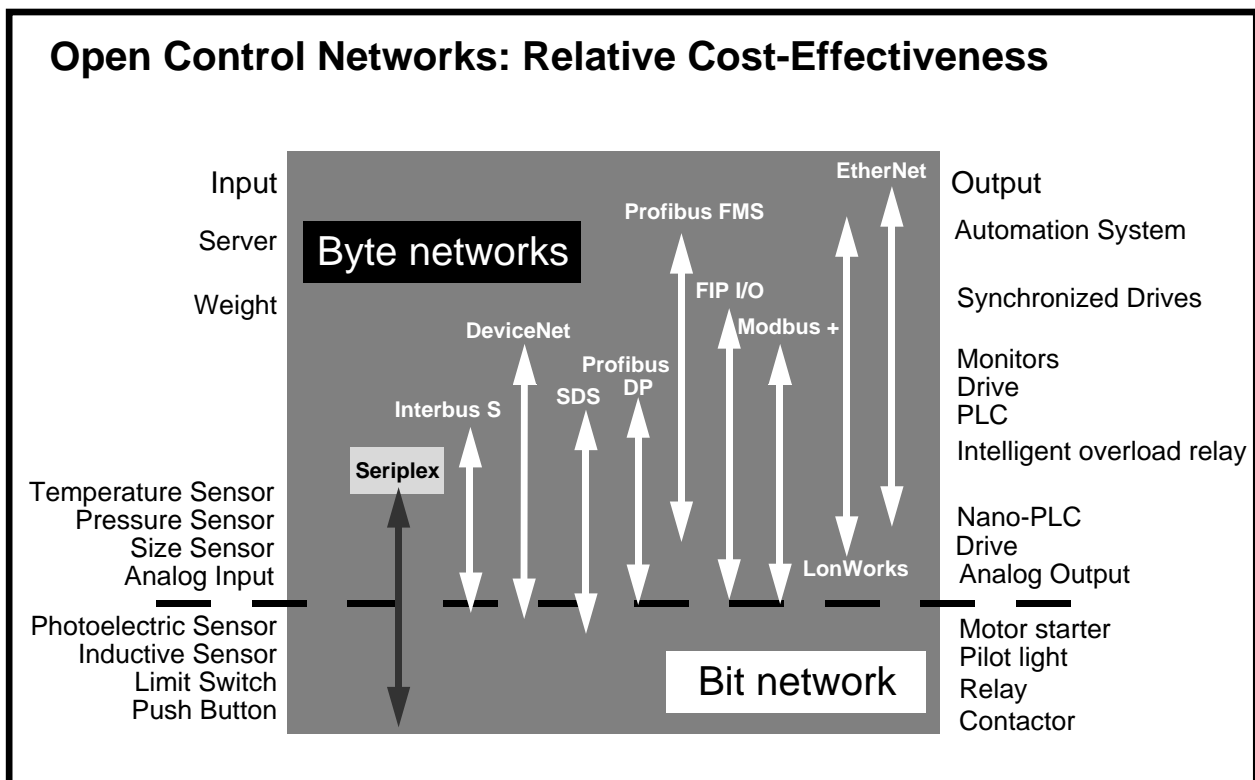 Open Control Networks: Relative Cost-Effectiveness
Input
Server
Weight
Temperature Sensor
Pressure Sensor
Size Sensor
Analog Input
Photoelectric Sensor
Inductive Sensor
Limit Switch
Push Button
Byte networks
Seriplex
Interbus S
DeviceNet
SDS
Profibus
DP
Profibus FMS
FIP I/O
Modbus +
LonWorks
EtherNet
Bit network
Output
Automation System
Synchronized Drives
Monitors
Drive
PLC
Intelligent overload relay
Nano-PLC
Drive
Analog Output
Motor starter
Pilot light
Relay
Contactor